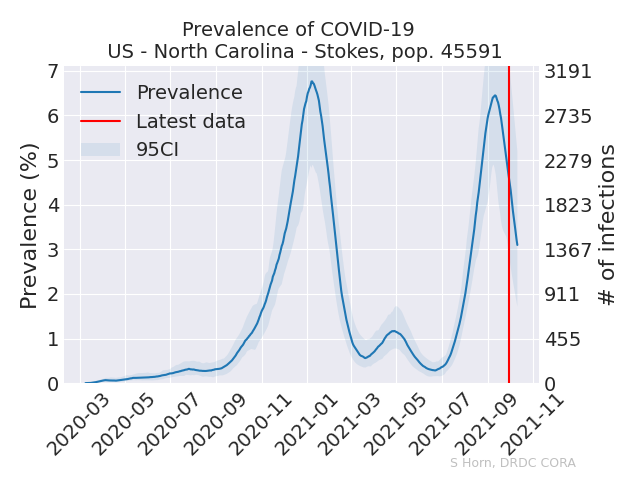 Prevalence of COVID-19
US - North Carolina - Stokes, pop. 45591
7 3191
6 2735
5 2279
4 1823
3 1367
2 911
1 455
0 0
Prevalence (%)
# of infections
Prevalence
Latest data
95CI
2020-03 2020-05 2020-07 2020-09 2020-11 2021-01 2021-03 2021-05 2021-07 2021-09 2021-11
S Horn, DRDC CORA